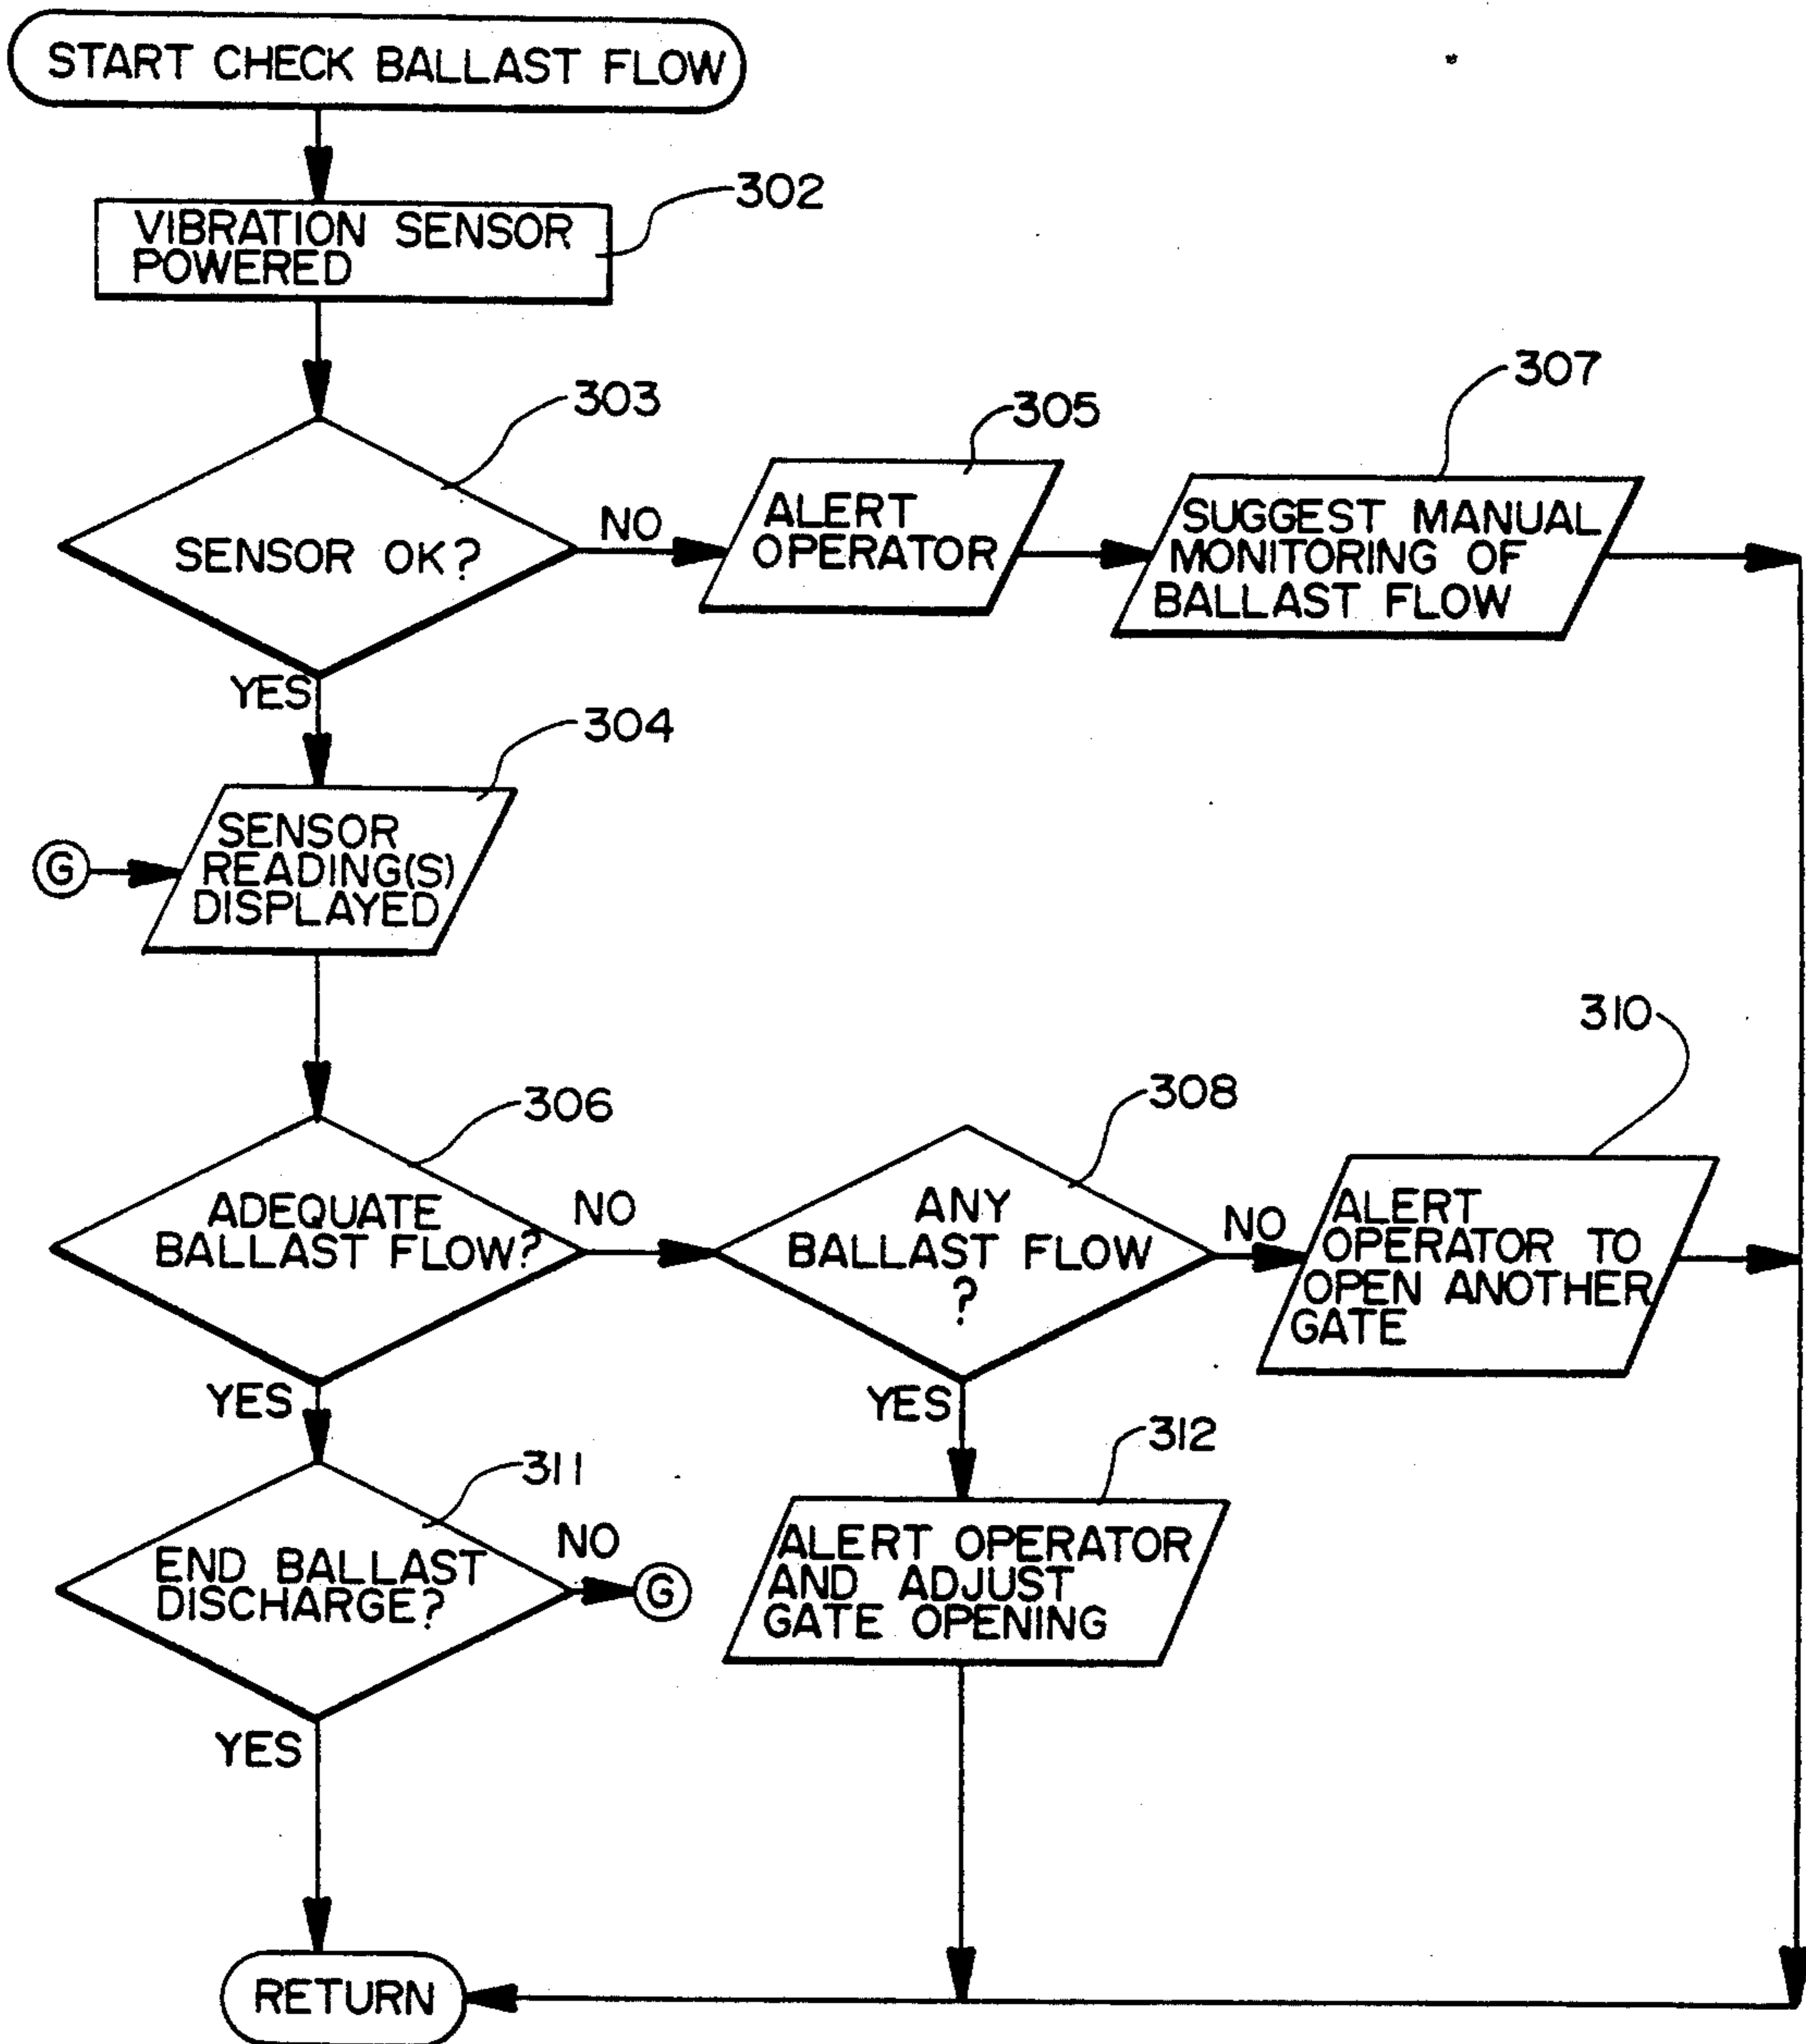 START CHECK BALLAST FLOW
302
VIBRATION SENSOR
POWERED
303
SENSOR OK?
NO
YES
305
ALERT
OPERATOR
307
SUGGEST MANUAL
MONITORING OF
BALLAST FLOW
304
SENSOR
READING(S)
DISPLAYED
G
306
ADEQUATE
BALLAST FLOW?
NO
YES
308
ANY
BALLAST FLOW
?
NO
YES
310
ALERT
OPERATOR TO
OPEN ANOTHER
GATE
311
END BALLAST
DISCHARGE?
NO
G
YES
312
ALERT OPERATOR
AND ADJUST
GATE OPENING
RETURN